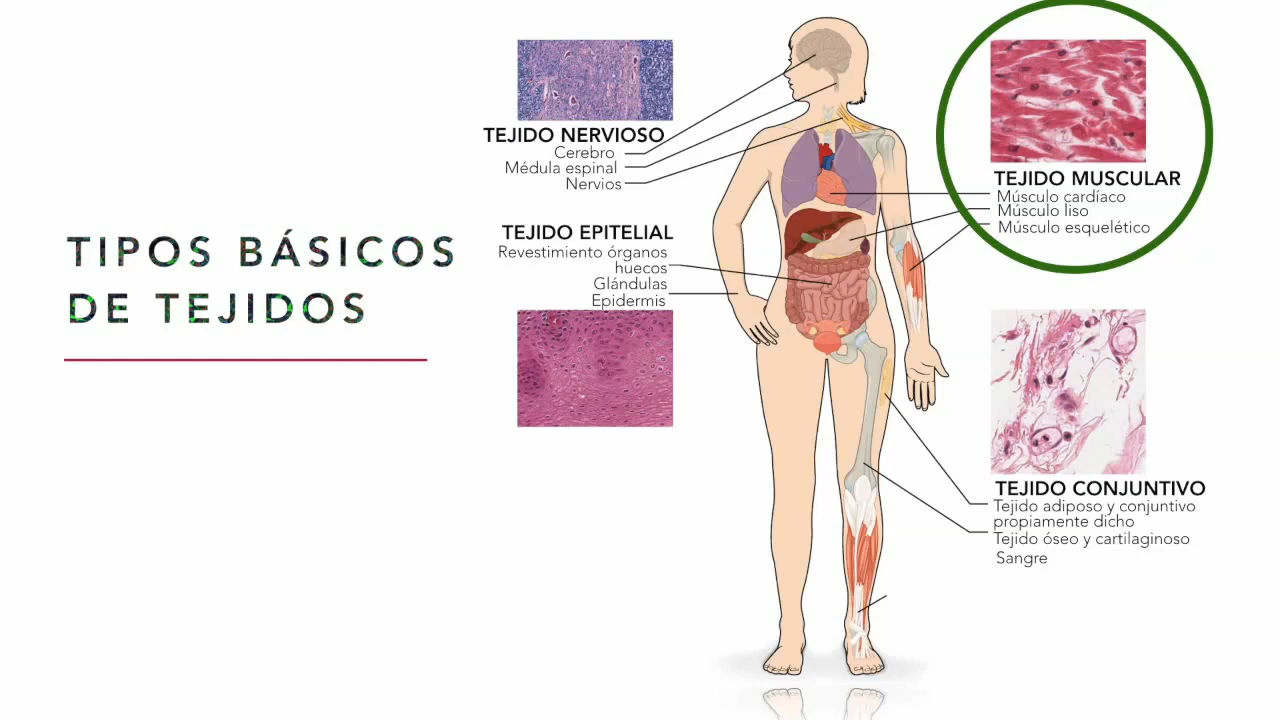 TIPOS BÁSICOS
DE TEJIDOS
TEJIDO NERVIOSO
Cerebro
Médula espinal
Nervios
TEJIDO EPITELIAL
Revestimiento órganos
huecos
Glándulas
Epidermis
TEJIDO MUSCULAR
Músculo cardíaco
Músculo liso
Músculo esquelético
TEJIDO CONJUNTIVO
Tejido adiposo y conjuntivo
propiamente dicho
Tejido óseo y cartilaginoso
Sangre